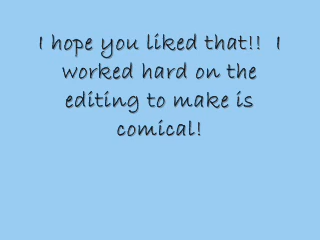 I hope you liked that!!  I
worked hard on the
editing to make is
comical!